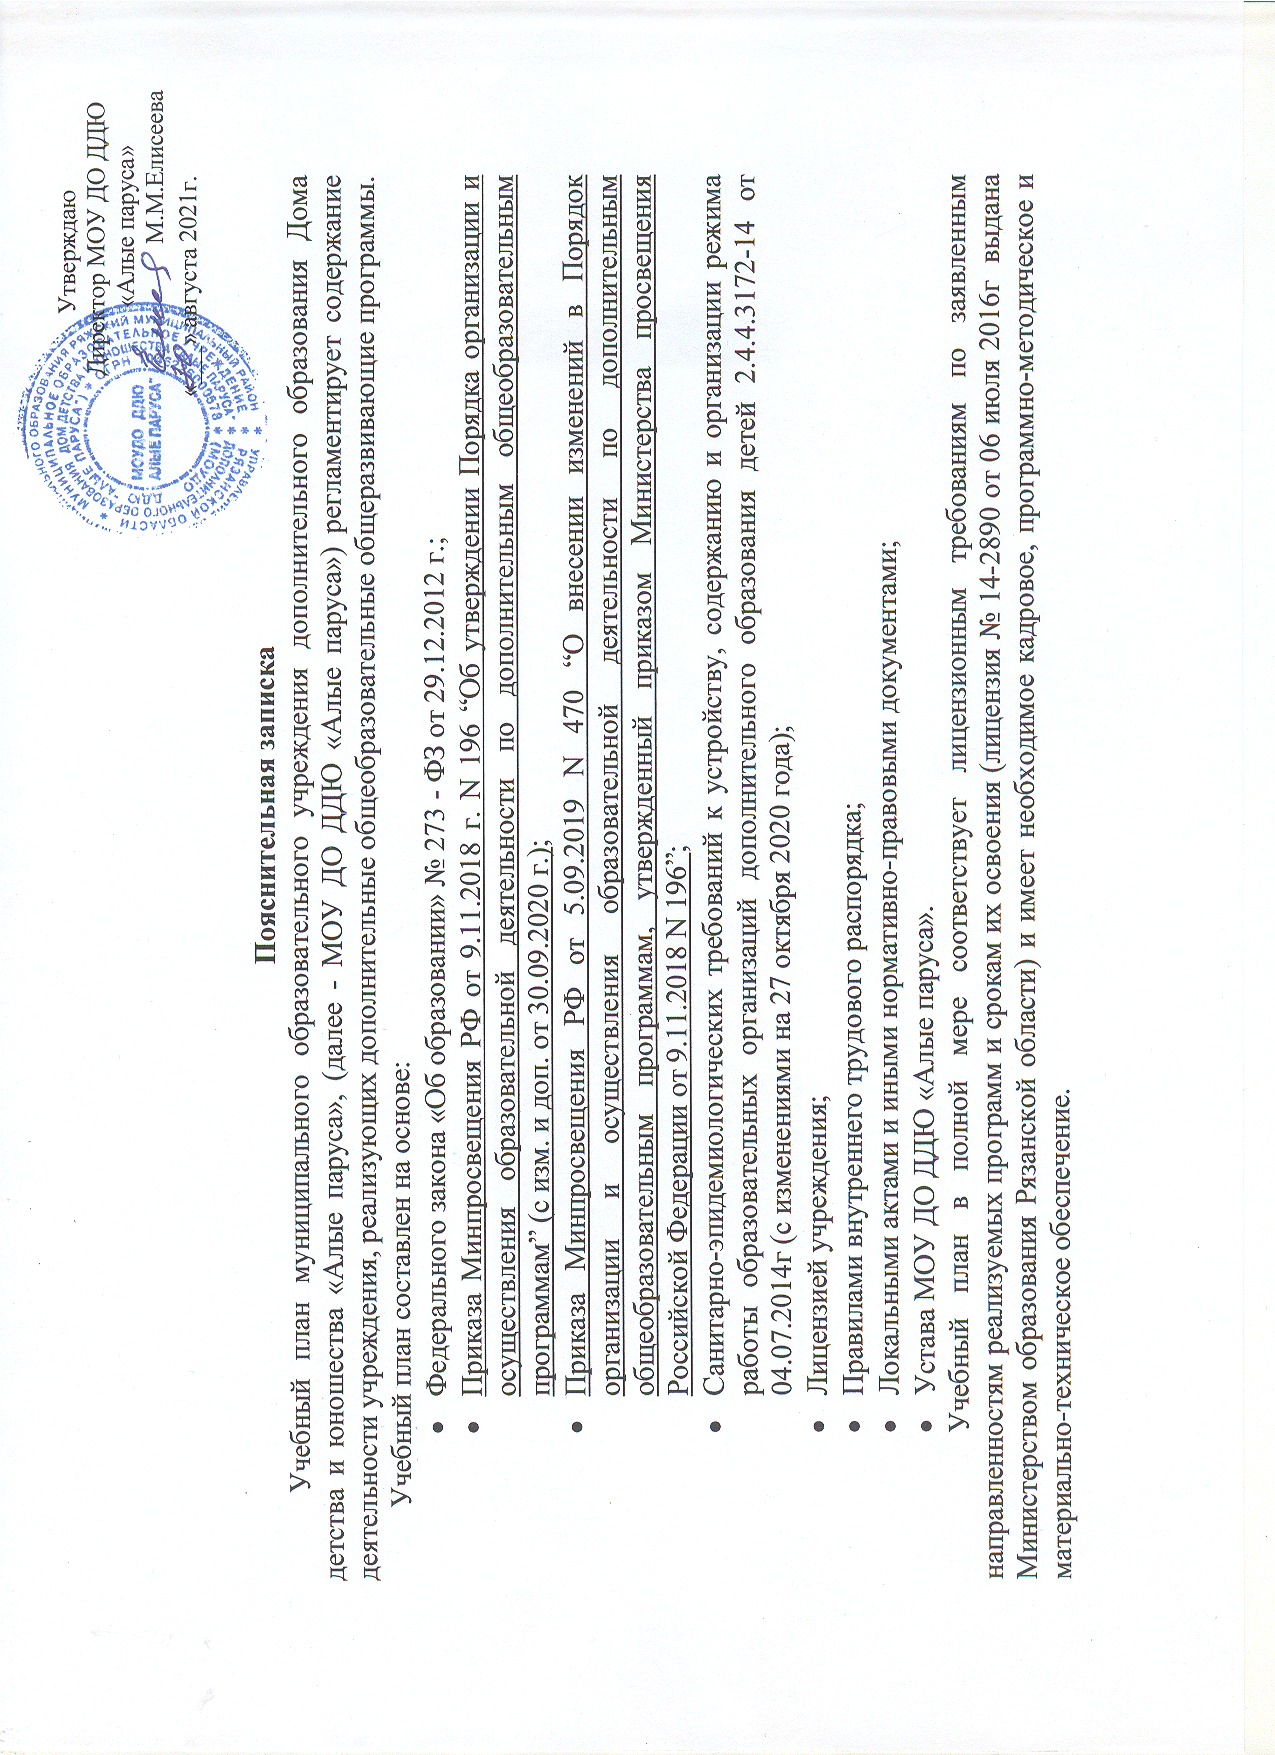 Утверждаю
Директор МОУ ДО ДДЮ
«Алые паруса»
М.М.Елисеева
» августа 2021г.
МОУДО ДДЮ
"АЛЫЕ ПАРУСА"
Пояснительная записка
Учебный план муниципального образовательного учреждения дополнительного образования Дома
детства и юношества «Алые паруса», (далее - МОУ ДО ДДЮ «Алые паруса») регламентирует содержание
деятельности учреждения, реализующих дополнительные общеобразовательные общеразвивающие программы.
Учебный план составлен на основе:
• Федерального закона «Об образовании» № 273 - ФЗ от 29.12.2012 г.;
• Приказа Минпросвещения РФ от 9.11.2018 г. N 196 “Об утверждении Порядка организации и
осуществления образовательной деятельности по дополнительным общеобразовательным
программам” (с изм. и доп. от 30.09.2020 г.);
• Приказа Минпросвещения РФ от 5.09.2019 N 470 “О внесении изменений в Порядок
организации и осуществления образовательной деятельности по дополнительным
общеобразовательным программам, утвержденный приказом Министерства просвещения
Российской Федерации от 9.11.2018 N 196”;
• Санитарно-эпидемиологических требований к устройству, содержанию и организации режима
работы образовательных организаций дополнительного образования детей 2.4.4.3172-14 от
04.07.2014г (с изменениями на 27 октября 2020 года);
• Лицензией учреждения;
• Правилами внутреннего трудового распорядка;
• Локальными актами и иными нормативно-правовыми документами;
• Устава МОУ ДО ДДЮ «Алые паруса».
Учебный план в полной мере соответствует лицензионным требованиям по заявленным
направленностям реализуемых программ и срокам их освоения (лицензия № 14-2890 от 06 июля 2016г выдана
Министерством образования Рязанской области) и имеет необходимое кадровое, программно-методическое и
материально-техническое обеспечение.